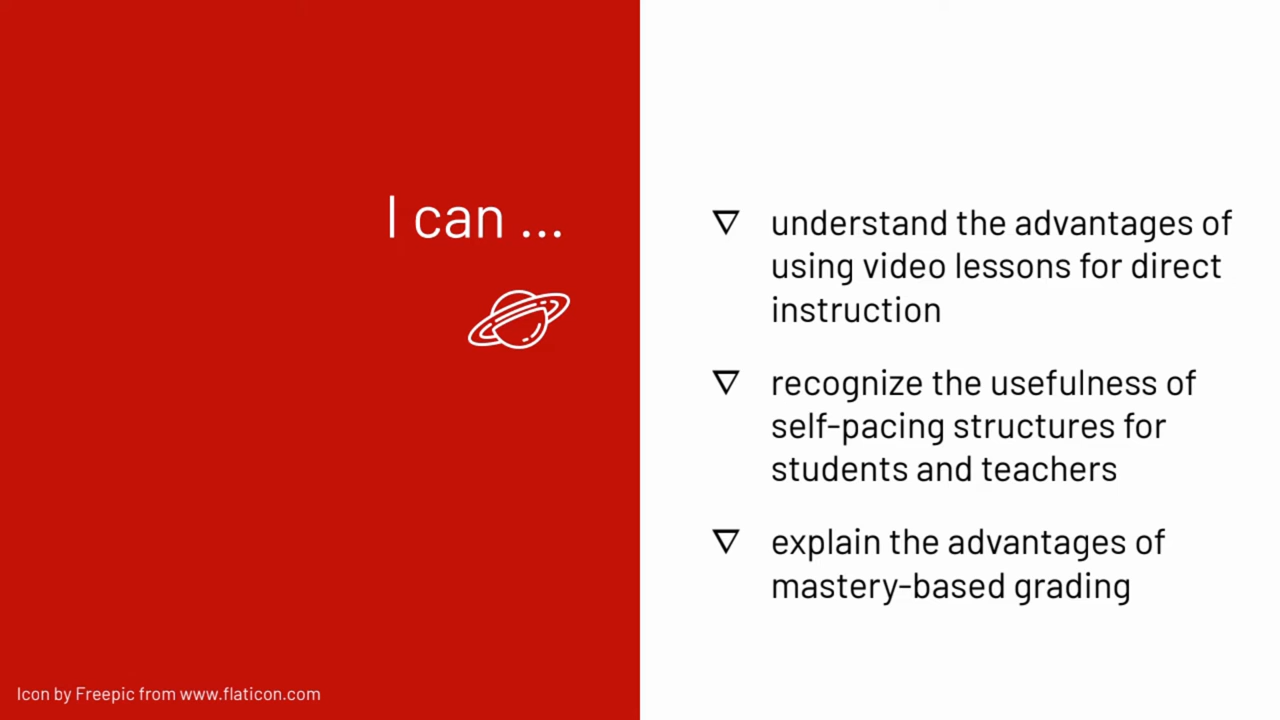 I can ...
understand the advantages of
using video lessons for direct
instruction
recognize the usefulness of
self-pacing structures for
students and teachers
explain the advantages of
mastery-based grading
Icon by Freepic from www.flaticon.com